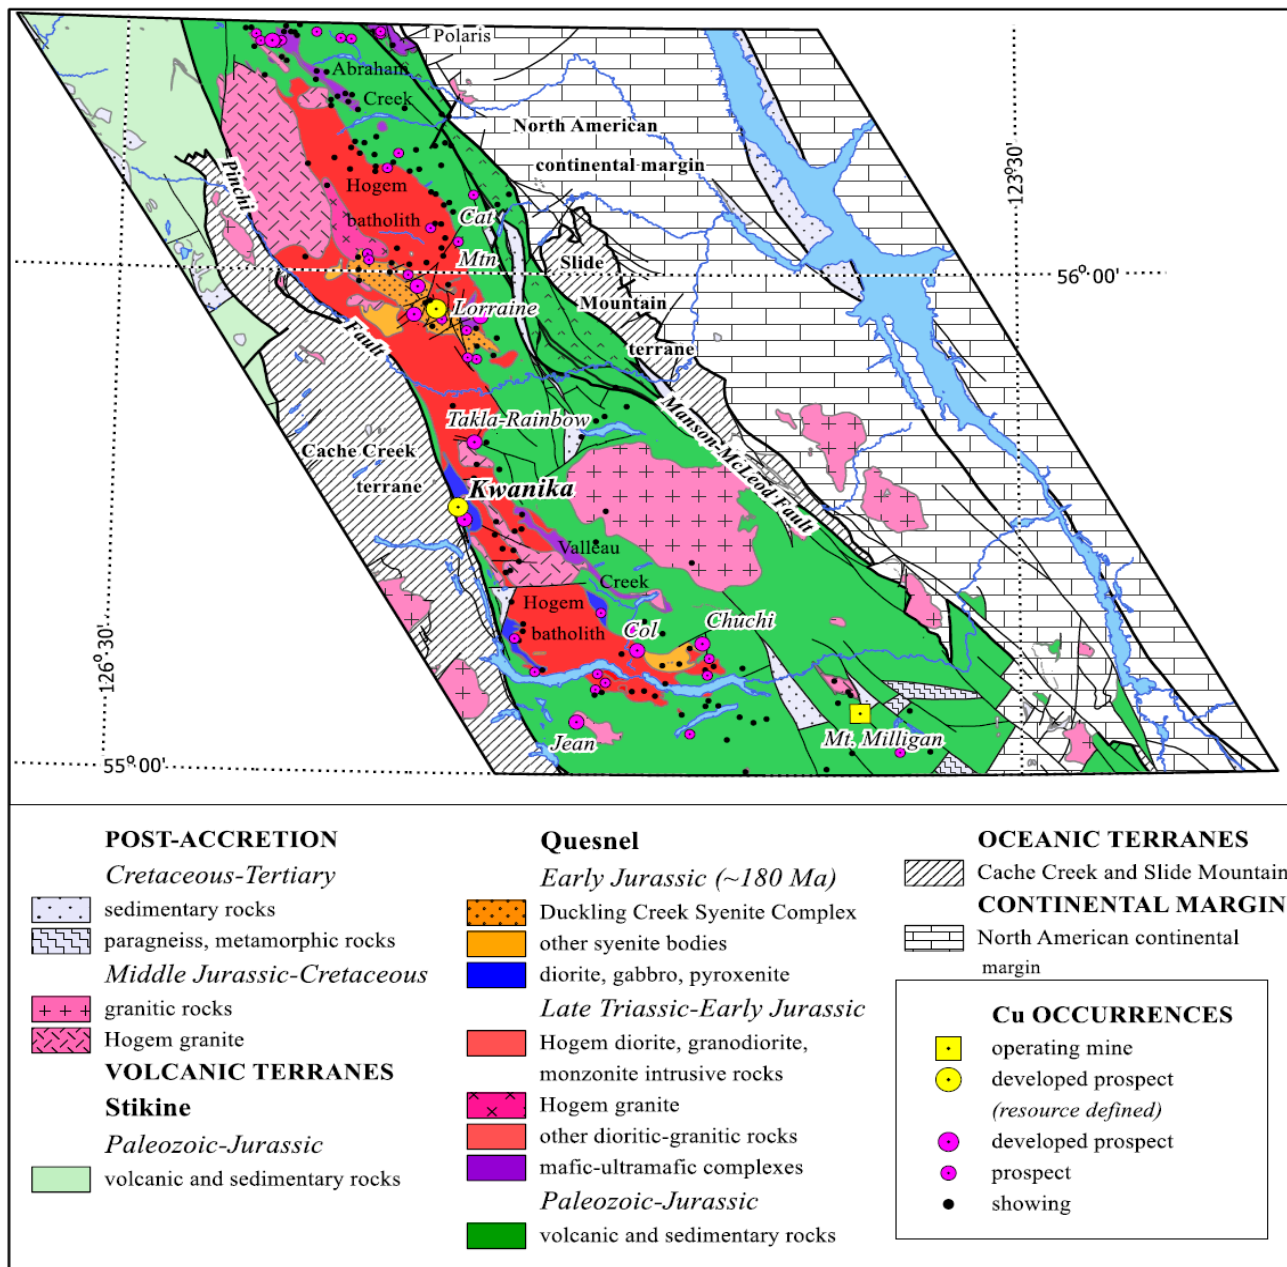 Polaris
Abraham
Creek
North American
continental margin
123°30'
Pinchi
Hogem
batholith
Cat
Mtn
Slide
56° 00'
Mountain
Lorraine
Fault
terrane
Takla-Rainbow
Manson-McLeod Fault
Cache Creek
terrane
Kwanika
Valleau
Creek
Hogem
batholith
Col
Chuchi
126°30'
Jean
Mt. Milligan
55° 00'
POST-ACCRETION
Cretaceous-Tertiary
sedimentary rocks
paragneiss, metamorphic rocks
Middle Jurassic-Cretaceous
granitic rocks
Hogem granite
VOLCANIC TERRANES
Stikine
Paleozoic-Jurassic
volcanic and sedimentary rocks
Quesnel
Early Jurassic (~180 Ma)
Duckling Creek Syenite Complex
other syenite bodies
diorite, gabbro, pyroxenite
Late Triassic-Early Jurassic
Hogem diorite, granodiorite,
monzonite intrusive rocks
Hogem granite
other dioritic-granitic rocks
mafic-ultramafic complexes
Paleozoic-Jurassic
volcanic and sedimentary rocks
OCEANIC TERRANES
Cache Creek and Slide Mountain
CONTINENTAL MARGIN
North American continental
margin
Cu OCCURRENCES
operating mine
developed prospect
(resource defined)
developed prospect
prospect
showing